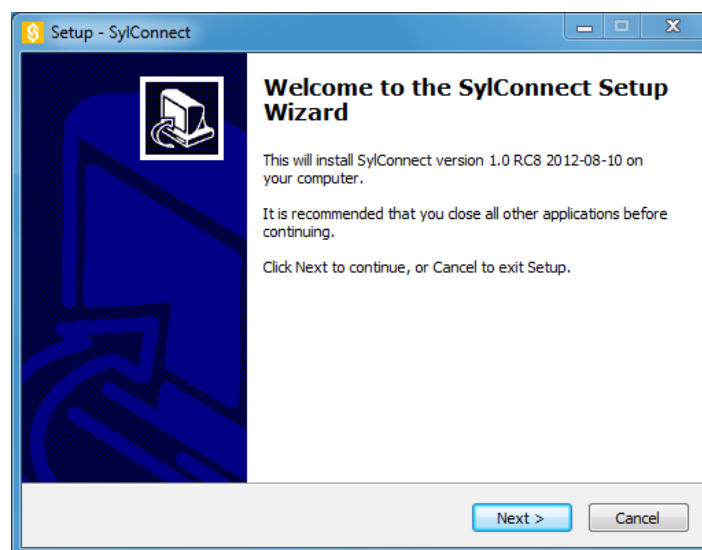 Setup - SylConnect
Welcome to the SylConnect Setup
Wizard
This will install SylConnect version 1.0 RC8 2012-08-10 on
your computer.
It is recommended that you close all other applications before
continuing.
Click Next to continue, or Cancel to exit Setup.
Next >
Cancel